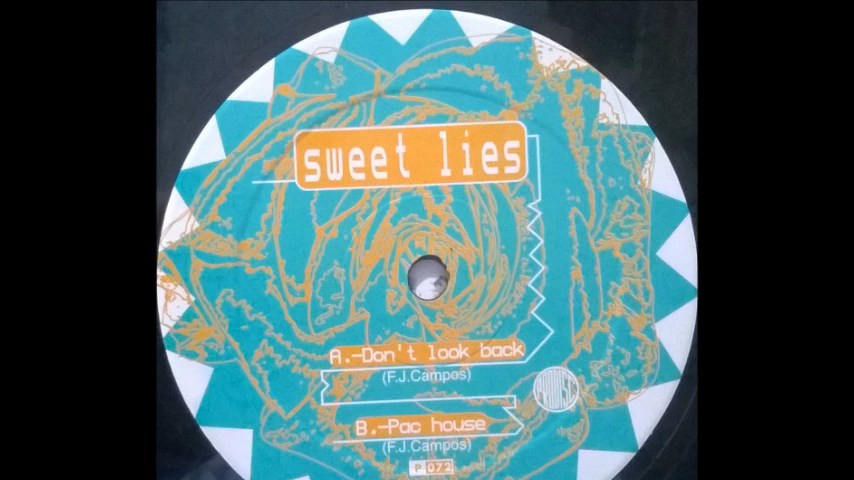 sweet lies
A.-Don't look back
(F.J.Campos)
B.-Pac house
(F.J.Campos)
P 072